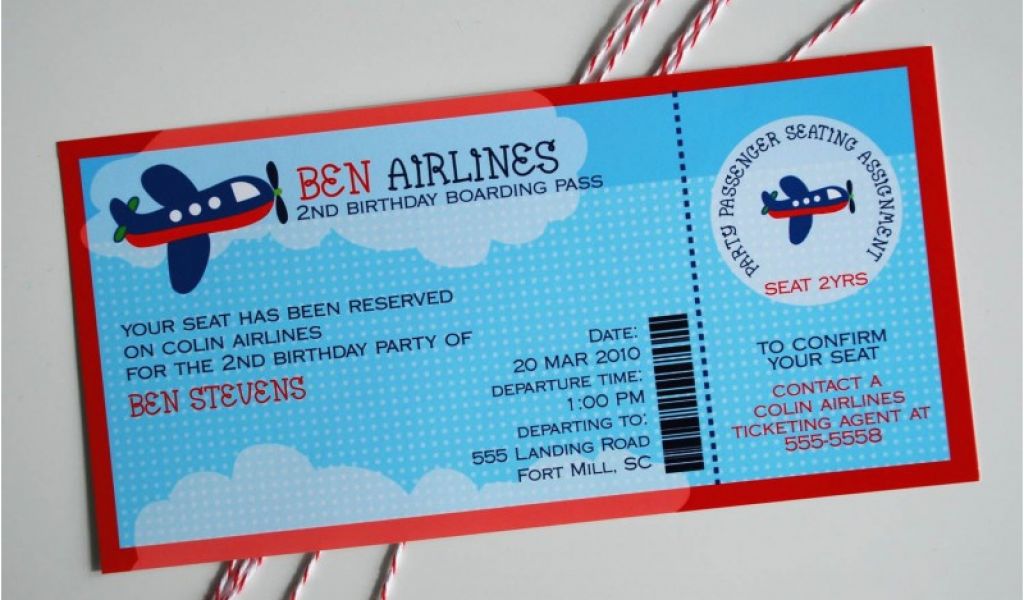 BEN AIRLINES
2ND BIRTHDAY BOARDING PASS
YOUR SEAT HAS BEEN RESERVED
ON COLIN AIRLINES
FOR THE 2ND BIRTHDAY PARTY OF
BEN STEVENS
DATE:
20 MAR 2010
DEPARTURE TIME:
1:00 PM
DEPARTING TO:
555 LANDING ROAD
FORT MILL, SC
PARTY PASSENGER SEATING ASSIGNMENT
SEAT 2YRS
TO CONFIRM
YOUR SEAT
CONTACT A
COLIN AIRLINES
TICKETING AGENT AT
555-5558